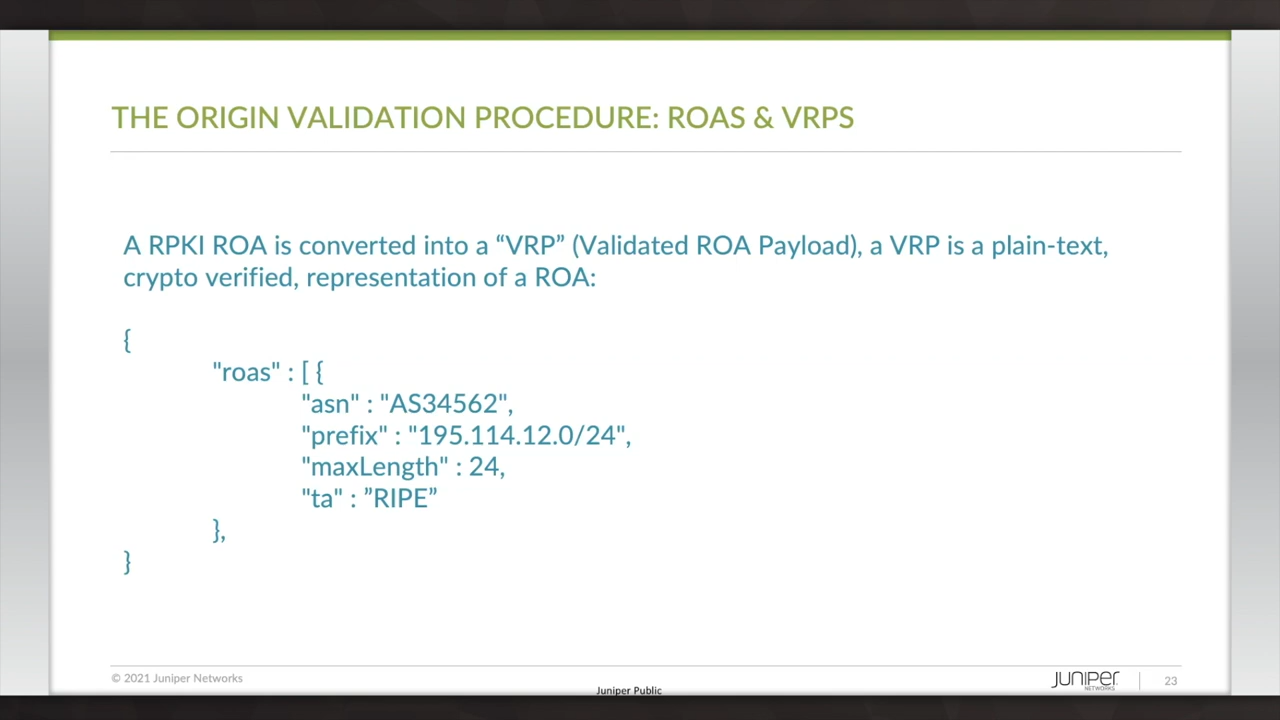 THE ORIGIN VALIDATION PROCEDURE: ROAS & VRPS
A RPKI ROA is converted into a “VRP” (Validated ROA Payload), a VRP is a plain-text,
crypto verified, representation of a ROA:
{
"roas" : [ {
"asn" : "AS34562",
"prefix" : "195.114.12.0/24",
"maxLength" : 24,
"ta" : ”RIPE”
},
}
© 2021 Juniper Networks
Juniper Public
JUNIPER
NETWORKS
23